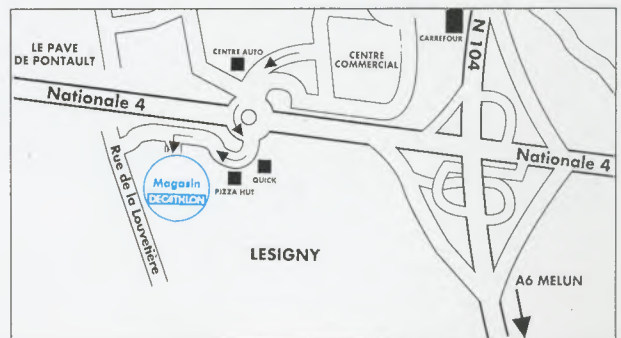 LE PAVE
DE PONTAULT
CENTRE AUTO
CENTRE
COMMERCIAL
CARREFOUR
N 104
Nationale 4
Nationale 4
Rue de la Louvetière
Magasin
DECATHLON
PIZZA HUT
QUICK
LESIGNY
A6 MELUN